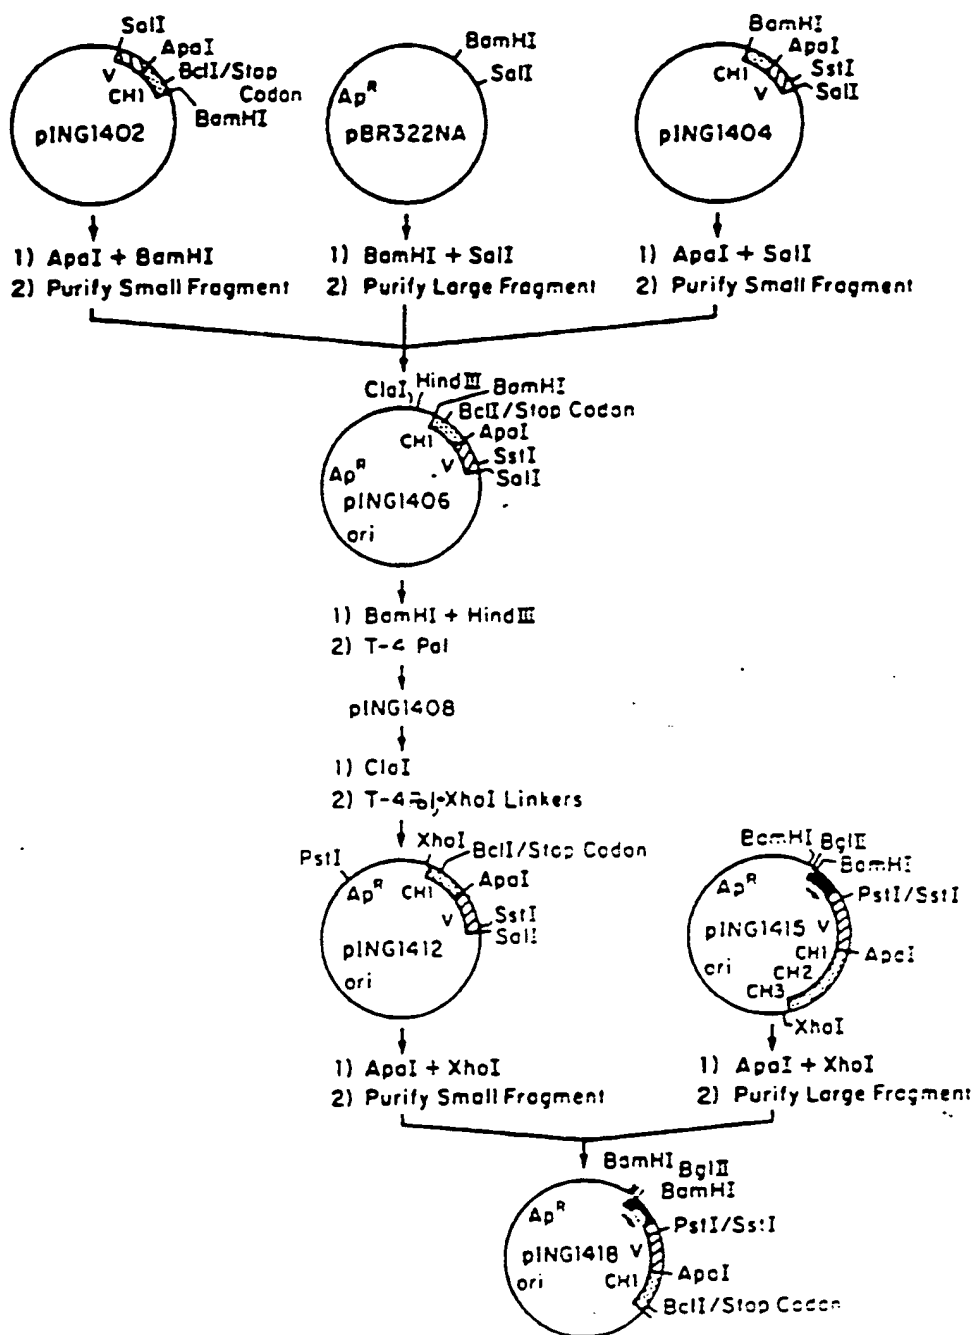 SalI
ApaI
BclI/Stop
Codon
BamHI
V
CH1
pING1402
BamHI
SalI
Ap^R
pBR322NA
BamHI
ApaI
SstI
SalI
CH1
V
pING1404
1) ApaI + BamHI
2) Purify Small Fragment
1) BamHI + SalI
2) Purify Large Fragment
1) ApaI + SalI
2) Purify Small Fragment
ClaI
HindIII
BamHI
BclI/Stop Codon
ApaI
SstI
SalI
CH1
V
Ap^R
pING1406
ori
1) BamHI + HindIII
2) T-4 Pol
pING1408
1) ClaI
2) T-4 Pol, XhoI Linkers
PstI
XhoI
BclI/Stop Codon
ApaI
SstI
SalI
Ap^R
CH1
V
pING1412
ori
BamHI
BglII
BamHI
PstI/SstI
Ap^R
pING1415
V
CH1
CH2
CH3
ori
ApaI
XhoI
1) ApaI + XhoI
2) Purify Small Fragment
1) ApaI + XhoI
2) Purify Large Fragment
BamHI
BglII
BamHI
PstI/SstI
Ap^R
pING1418
V
CH1
ori
ApaI
BclI/Stop Codon